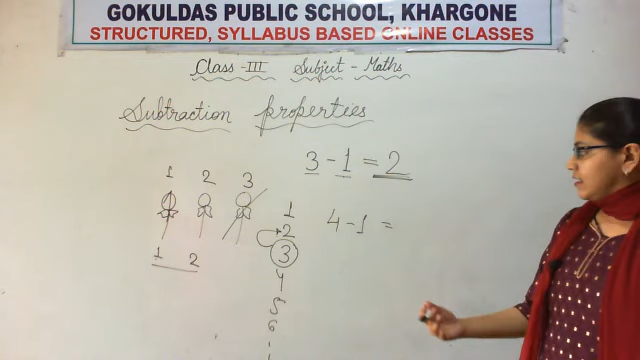 GOKULDAS PUBLIC SCHOOL, KHARGONE
STRUCTURED, SYLLABUS BASED ONLINE CLASSES
Class-III Subject - Maths
Subtraction properties
3 - 1 = 2
1 2 3
1 2
1
2
3
4
5
6
4 - 1 =